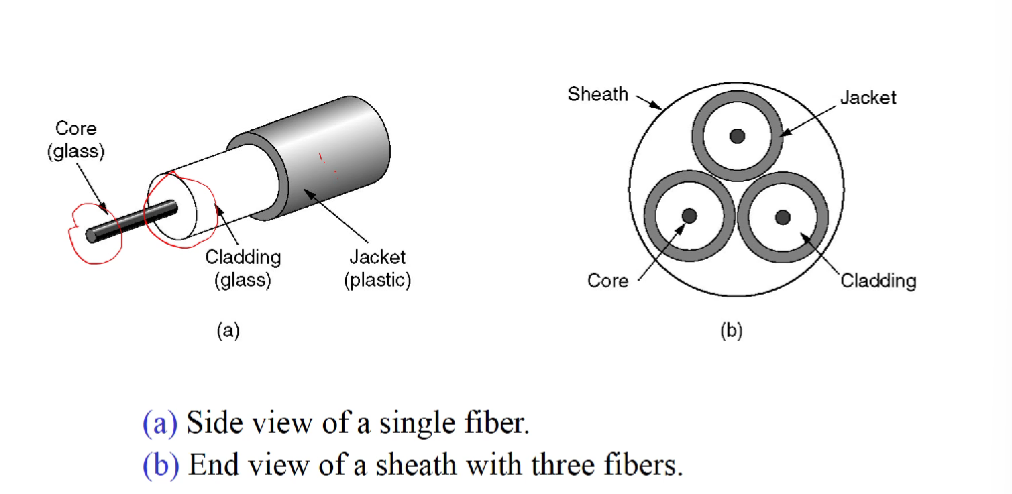 Core
(glass)
Cladding
(glass)
Jacket
(plastic)
(a)
Sheath
Jacket
Core
Cladding
(b)
(a) Side view of a single fiber.
(b) End view of a sheath with three fibers.